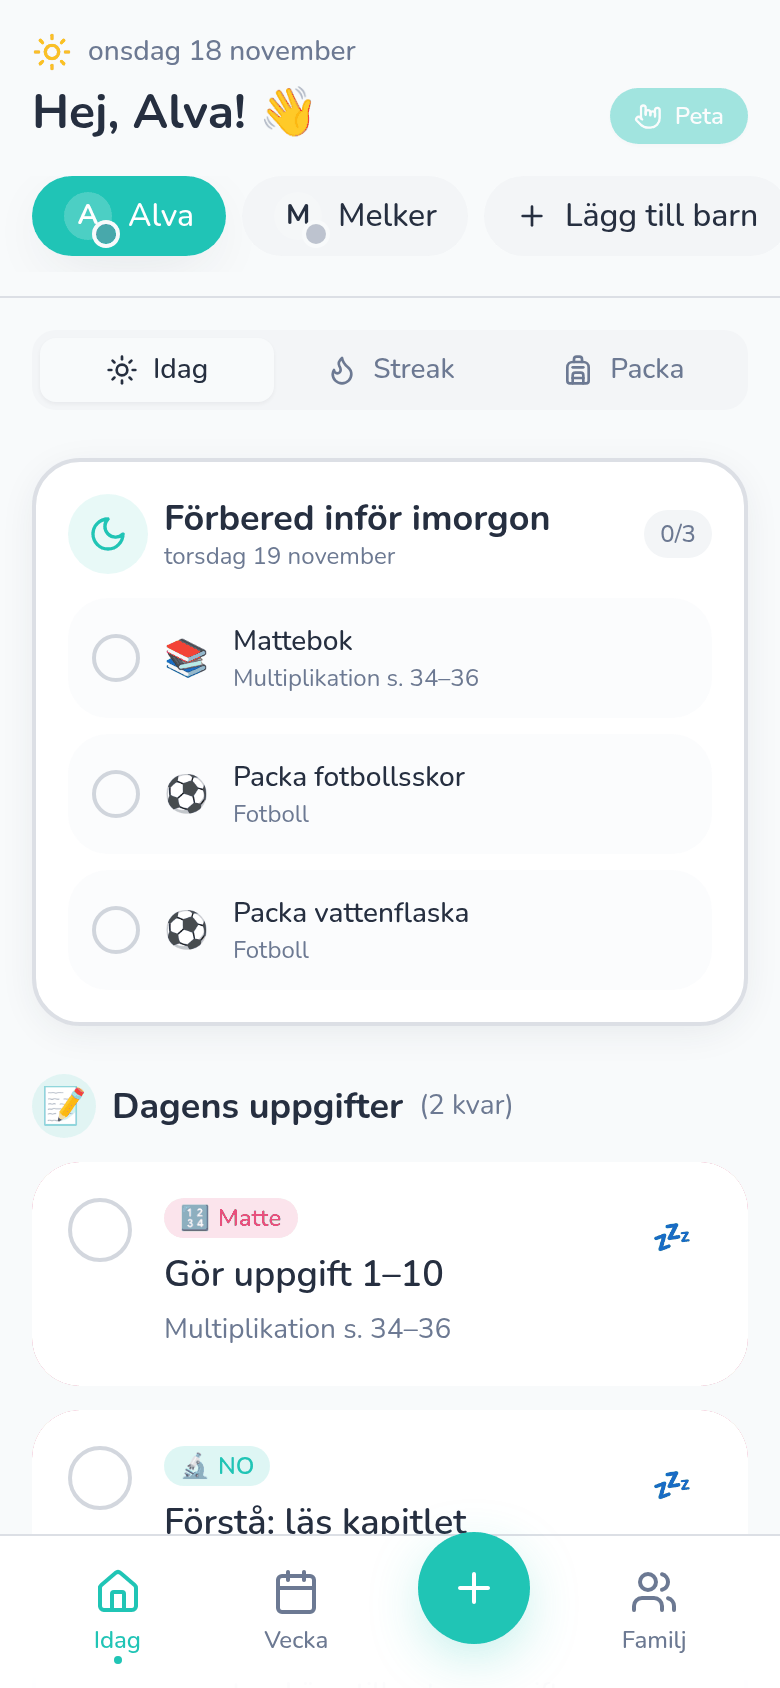 onsdag 18 november
Hej, Alva! 👋
Peta
A Alva
M Melker
+ Lägg till barn
Idag
Streak
Packa
Förbered inför imorgon
torsdag 19 november
0/3
Mattebok
Multiplikation s. 34–36
Packa fotbollsskor
Fotboll
Packa vattenflaska
Fotboll
Dagens uppgifter (2 kvar)
Matte
Gör uppgift 1–10
Multiplikation s. 34–36
NO
Förstå: läs kapitlet
Idag
Vecka
Familj